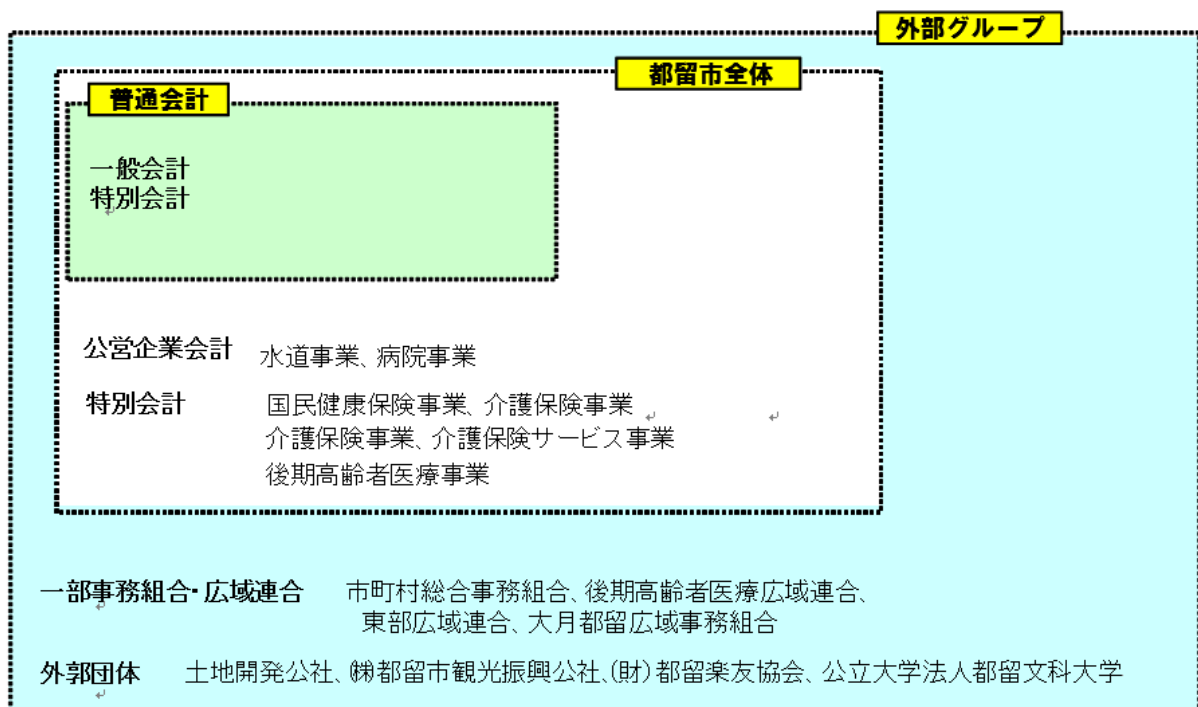 外部グループ
都留市全体
普通会計
一般会計
特別会計
公営企業会計 水道事業、病院事業
特別会計 国民健康保険事業、介護保険事業
介護保険事業、介護保険サービス事業
後期高齢者医療事業
一部事務組合・広域連合 市町村総合事務組合、後期高齢者医療広域連合、
東部広域連合、大月都留広域事務組合
外郭団体 土地開発公社、㈱都留市観光振興公社、(財)都留楽友協会、公立大学法人都留文科大学